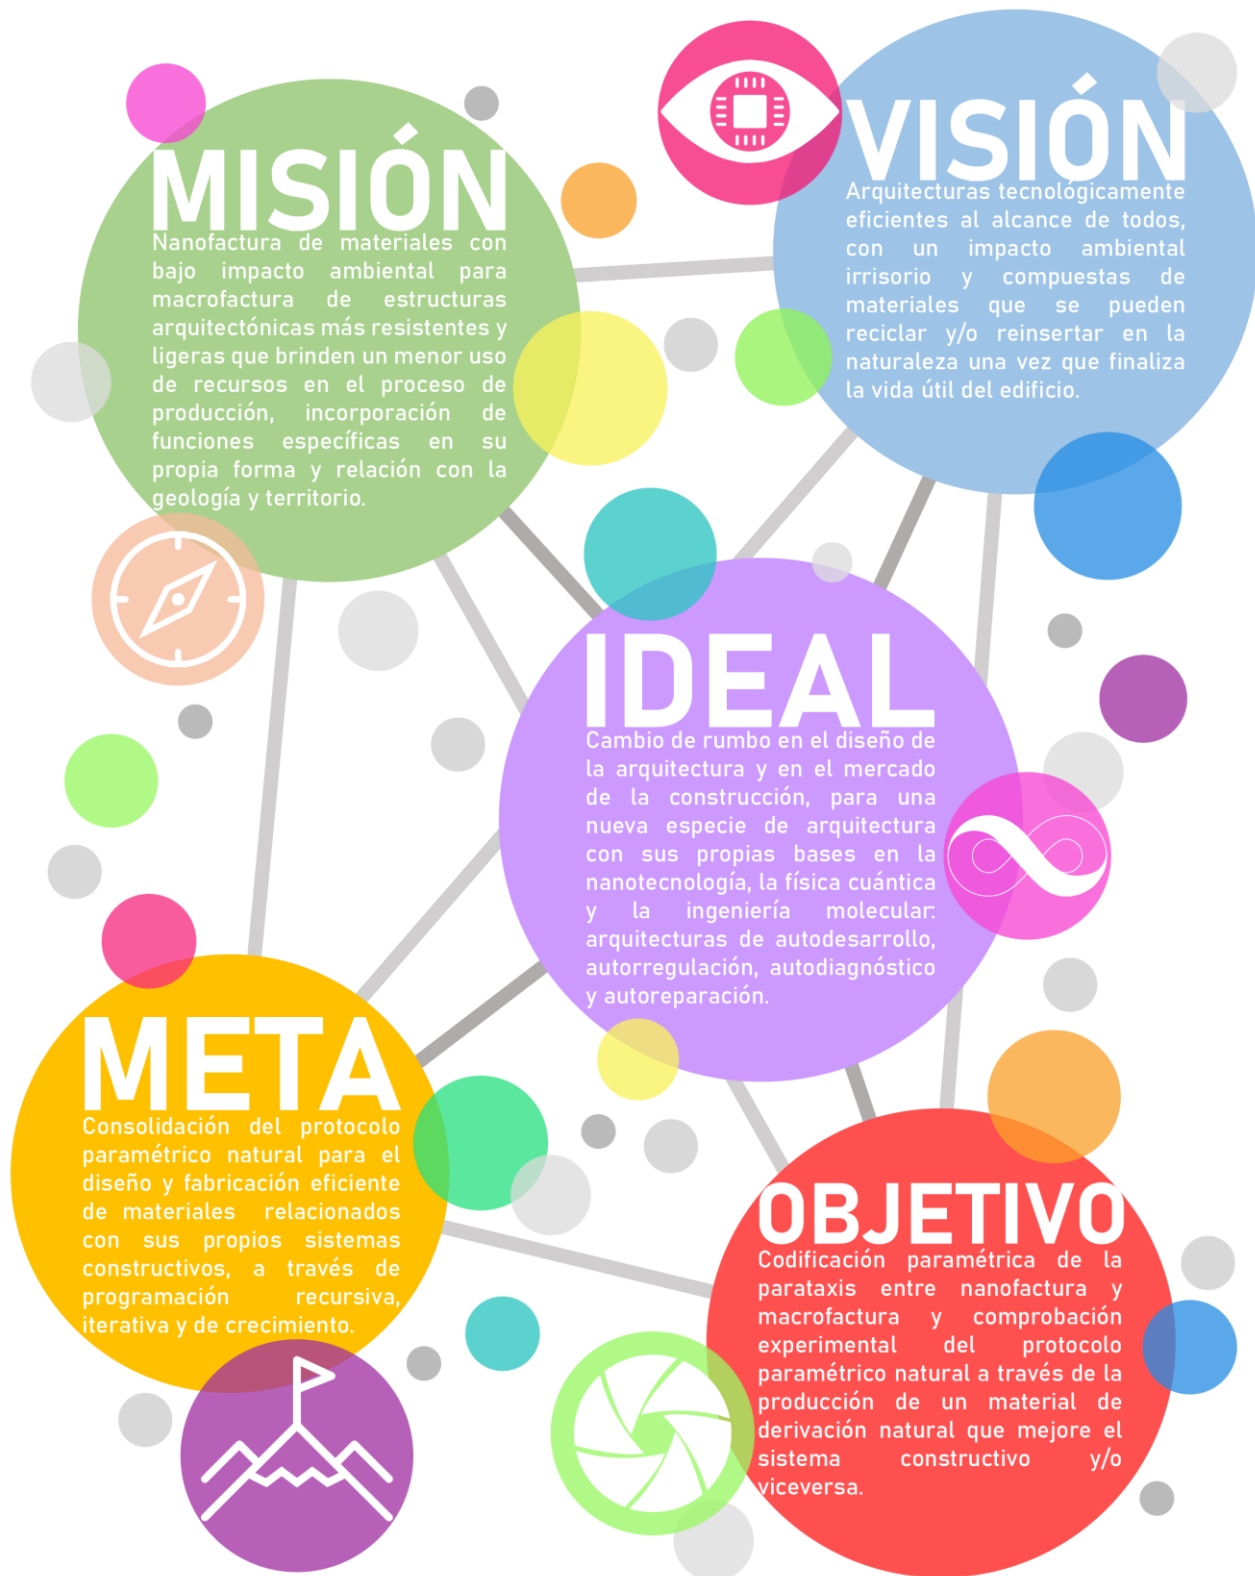 MISIÓN
Nanofactura de materiales con
bajo impacto ambiental para
macrofactura de estructuras
arquitectónicas más resistentes y
ligeras que brinden un menor uso
de recursos en el proceso de
producción, incorporación de
funciones específicas en su
propia forma y relación con la
geología y territorio.
VISIÓN
Arquitecturas tecnológicamente
eficientes al alcance de todos,
con un impacto ambiental
irrisorio y compuestas de
materiales que se pueden
reciclar y/o reinsertar en la
naturaleza una vez que finaliza
la vida útil del edificio.
IDEAL
Cambio de rumbo en el diseño de
la arquitectura y en el mercado
de la construcción, para una
nueva especie de arquitectura
con sus propias bases en la
nanotecnología, la física cuántica
y la ingeniería molecular:
arquitecturas de autodesarrollo,
autorregulación, autodiagnóstico
y autoreparación.
META
Consolidación del protocolo
paramétrico natural para el
diseño y fabricación eficiente
de materiales relacionados
con sus propios sistemas
constructivos, a través de
programación recursiva,
iterativa y de crecimiento.
OBJETIVO
Codificación paramétrica de la
parataxis entre nanofactura y
macrofactura y comprobación
experimental del protocolo
paramétrico natural a través de la
producción de un material de
derivación natural que mejore el
sistema constructivo y/o
viceversa.